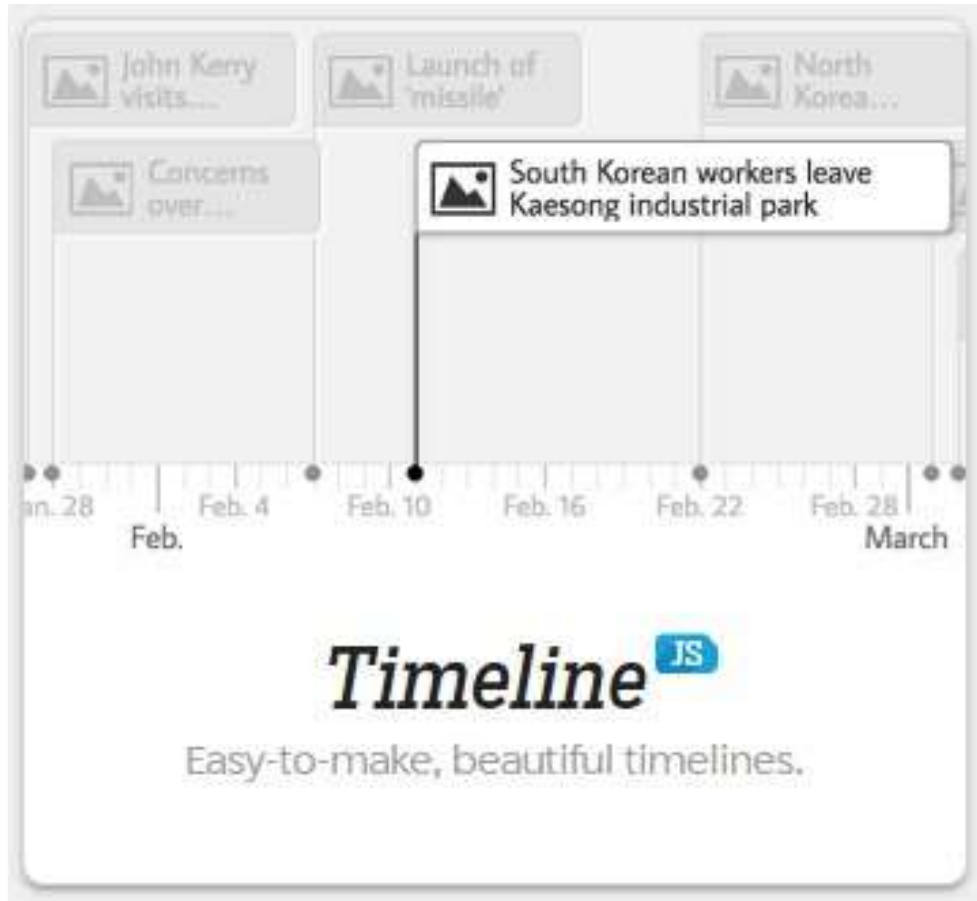 John Kerry
visits....
Launch of
'missile'
North
Korea...
Concerns
over...
South Korean workers leave
Kaesong industrial park
an. 28
Feb. 4
Feb. 10
Feb. 16
Feb. 22
Feb. 28
Feb.
March
Timeline JS
Easy-to-make, beautiful timelines.